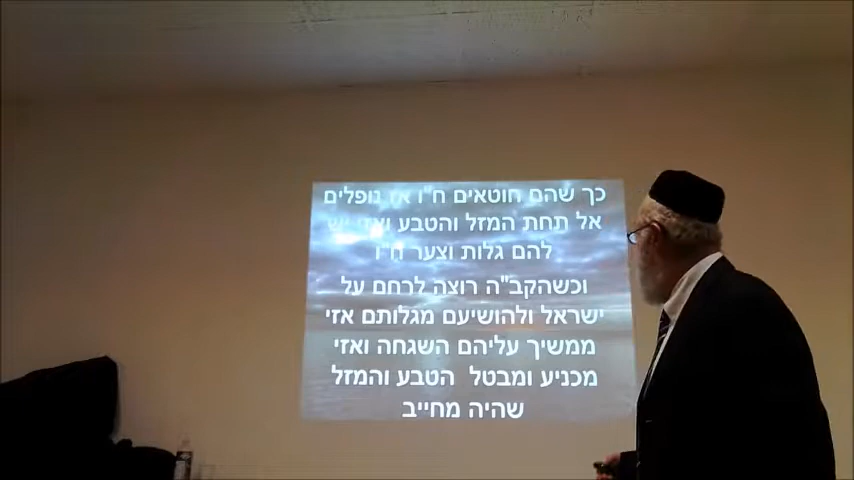 כך שהם חוטאים ח"ו אז נופלים
אל תחת המזל והטבע ואזי יש
להם גלות וצער ח"ו
וכשהקב"ה רוצה לרחם על
ישראל ולהושיעם מגלותם אזי
ממשיך עליהם השגחה ואזי
מכניע ומבטל הטבע והמזל
שהיה מחייב